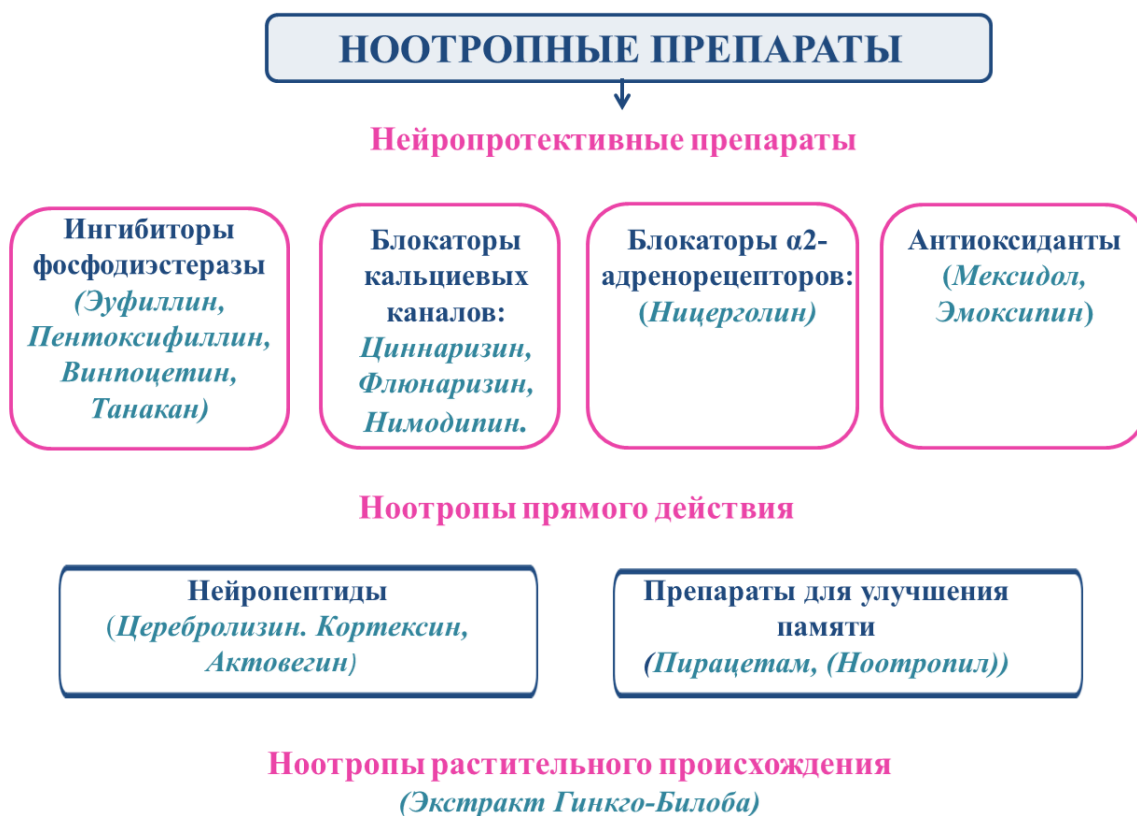 НООТРОПНЫЕ ПРЕПАРАТЫ
Нейропротективные препараты
Ингибиторы
фосфодиэстеразы
(Эуфиллин,
Пентоксифиллин,
Винпоцетин,
Танакан)
Блокаторы
кальциевых
каналов:
Циннаризин,
Флюнаризин,
Нимодипин.
Блокаторы α2-
адренорецепторов:
(Ницерголин)
Антиоксиданты
(Мексидол,
Эмоксипин)
Ноотропы прямого действия
Нейропептиды
(Церебролизин. Кортексин,
Актовегин)
Препараты для улучшения
памяти
(Пирацетам, (Ноотропил))
Ноотропы растительного происхождения
(Экстракт Гинкго-Билоба)